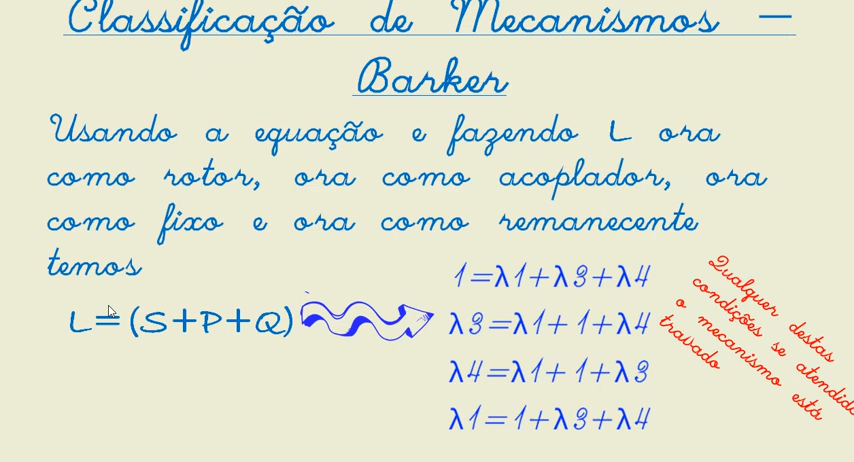 Classificação de Mecanismos –
Barker
Usando a equação e fazendo L ora
como rotor, ora como acoplador, ora
como fixo e ora como remanecente
temos
L=(S+P+Q)
1=λ1+λ3+λ4
λ3=λ1+1+λ4
λ4=λ1+1+λ3
λ1=1+λ3+λ4
Qualquer destas
condições se atendida
o mecanismo está
travado